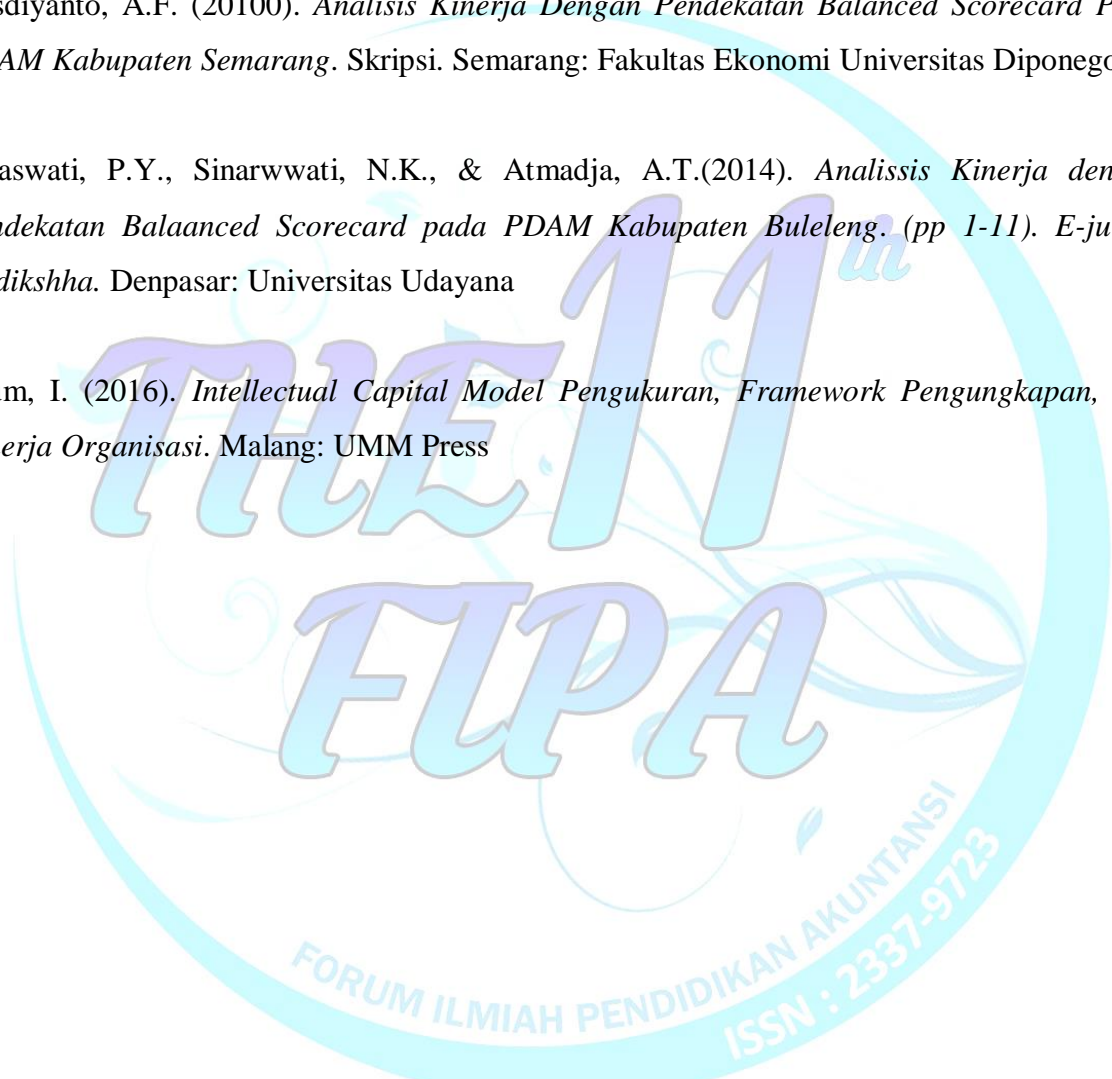 sdiyanto, A.F. (20100). Analisis Kinerja Dengan Pendekatan Balanced Scorecard P
AM Kabupaten Semarang. Skripsi. Semarang: Fakultas Ekonomi Universitas Diponego
aswati, P.Y., Sinarwwati, N.K., & Atmadja, A.T.(2014). Analissis Kinerja den
ndekatan Balaanced Scorecard pada PDAM Kabupaten Buleleng. (pp 1-11). E-ju
dikshha. Denpasar: Universitas Udayana
um, I. (2016). Intellectual Capital Model Pengukuran, Framework Pengungkapan,
erja Organisasi. Malang: UMM Press
THE 11 th
FIPA
FORUM ILMIAH PENDIDIKAN AKUNTANSI
ISSN : 2337-9723